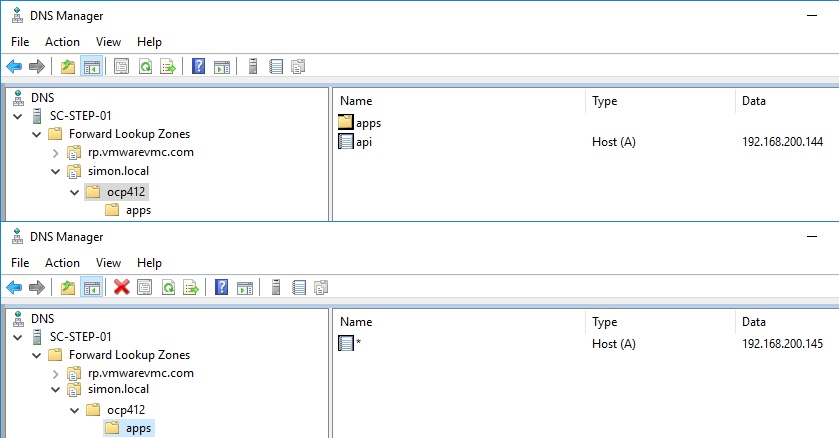 DNS Manager
File Action View Help
DNS
SC-STEP-01
Forward Lookup Zones
rp.vmwarevmc.com
simon.local
ocp412
apps
Name Type Data
apps
api Host (A) 192.168.200.144
DNS Manager
File Action View Help
DNS
SC-STEP-01
Forward Lookup Zones
rp.vmwarevmc.com
simon.local
ocp412
apps
Name Type Data
* Host (A) 192.168.200.145